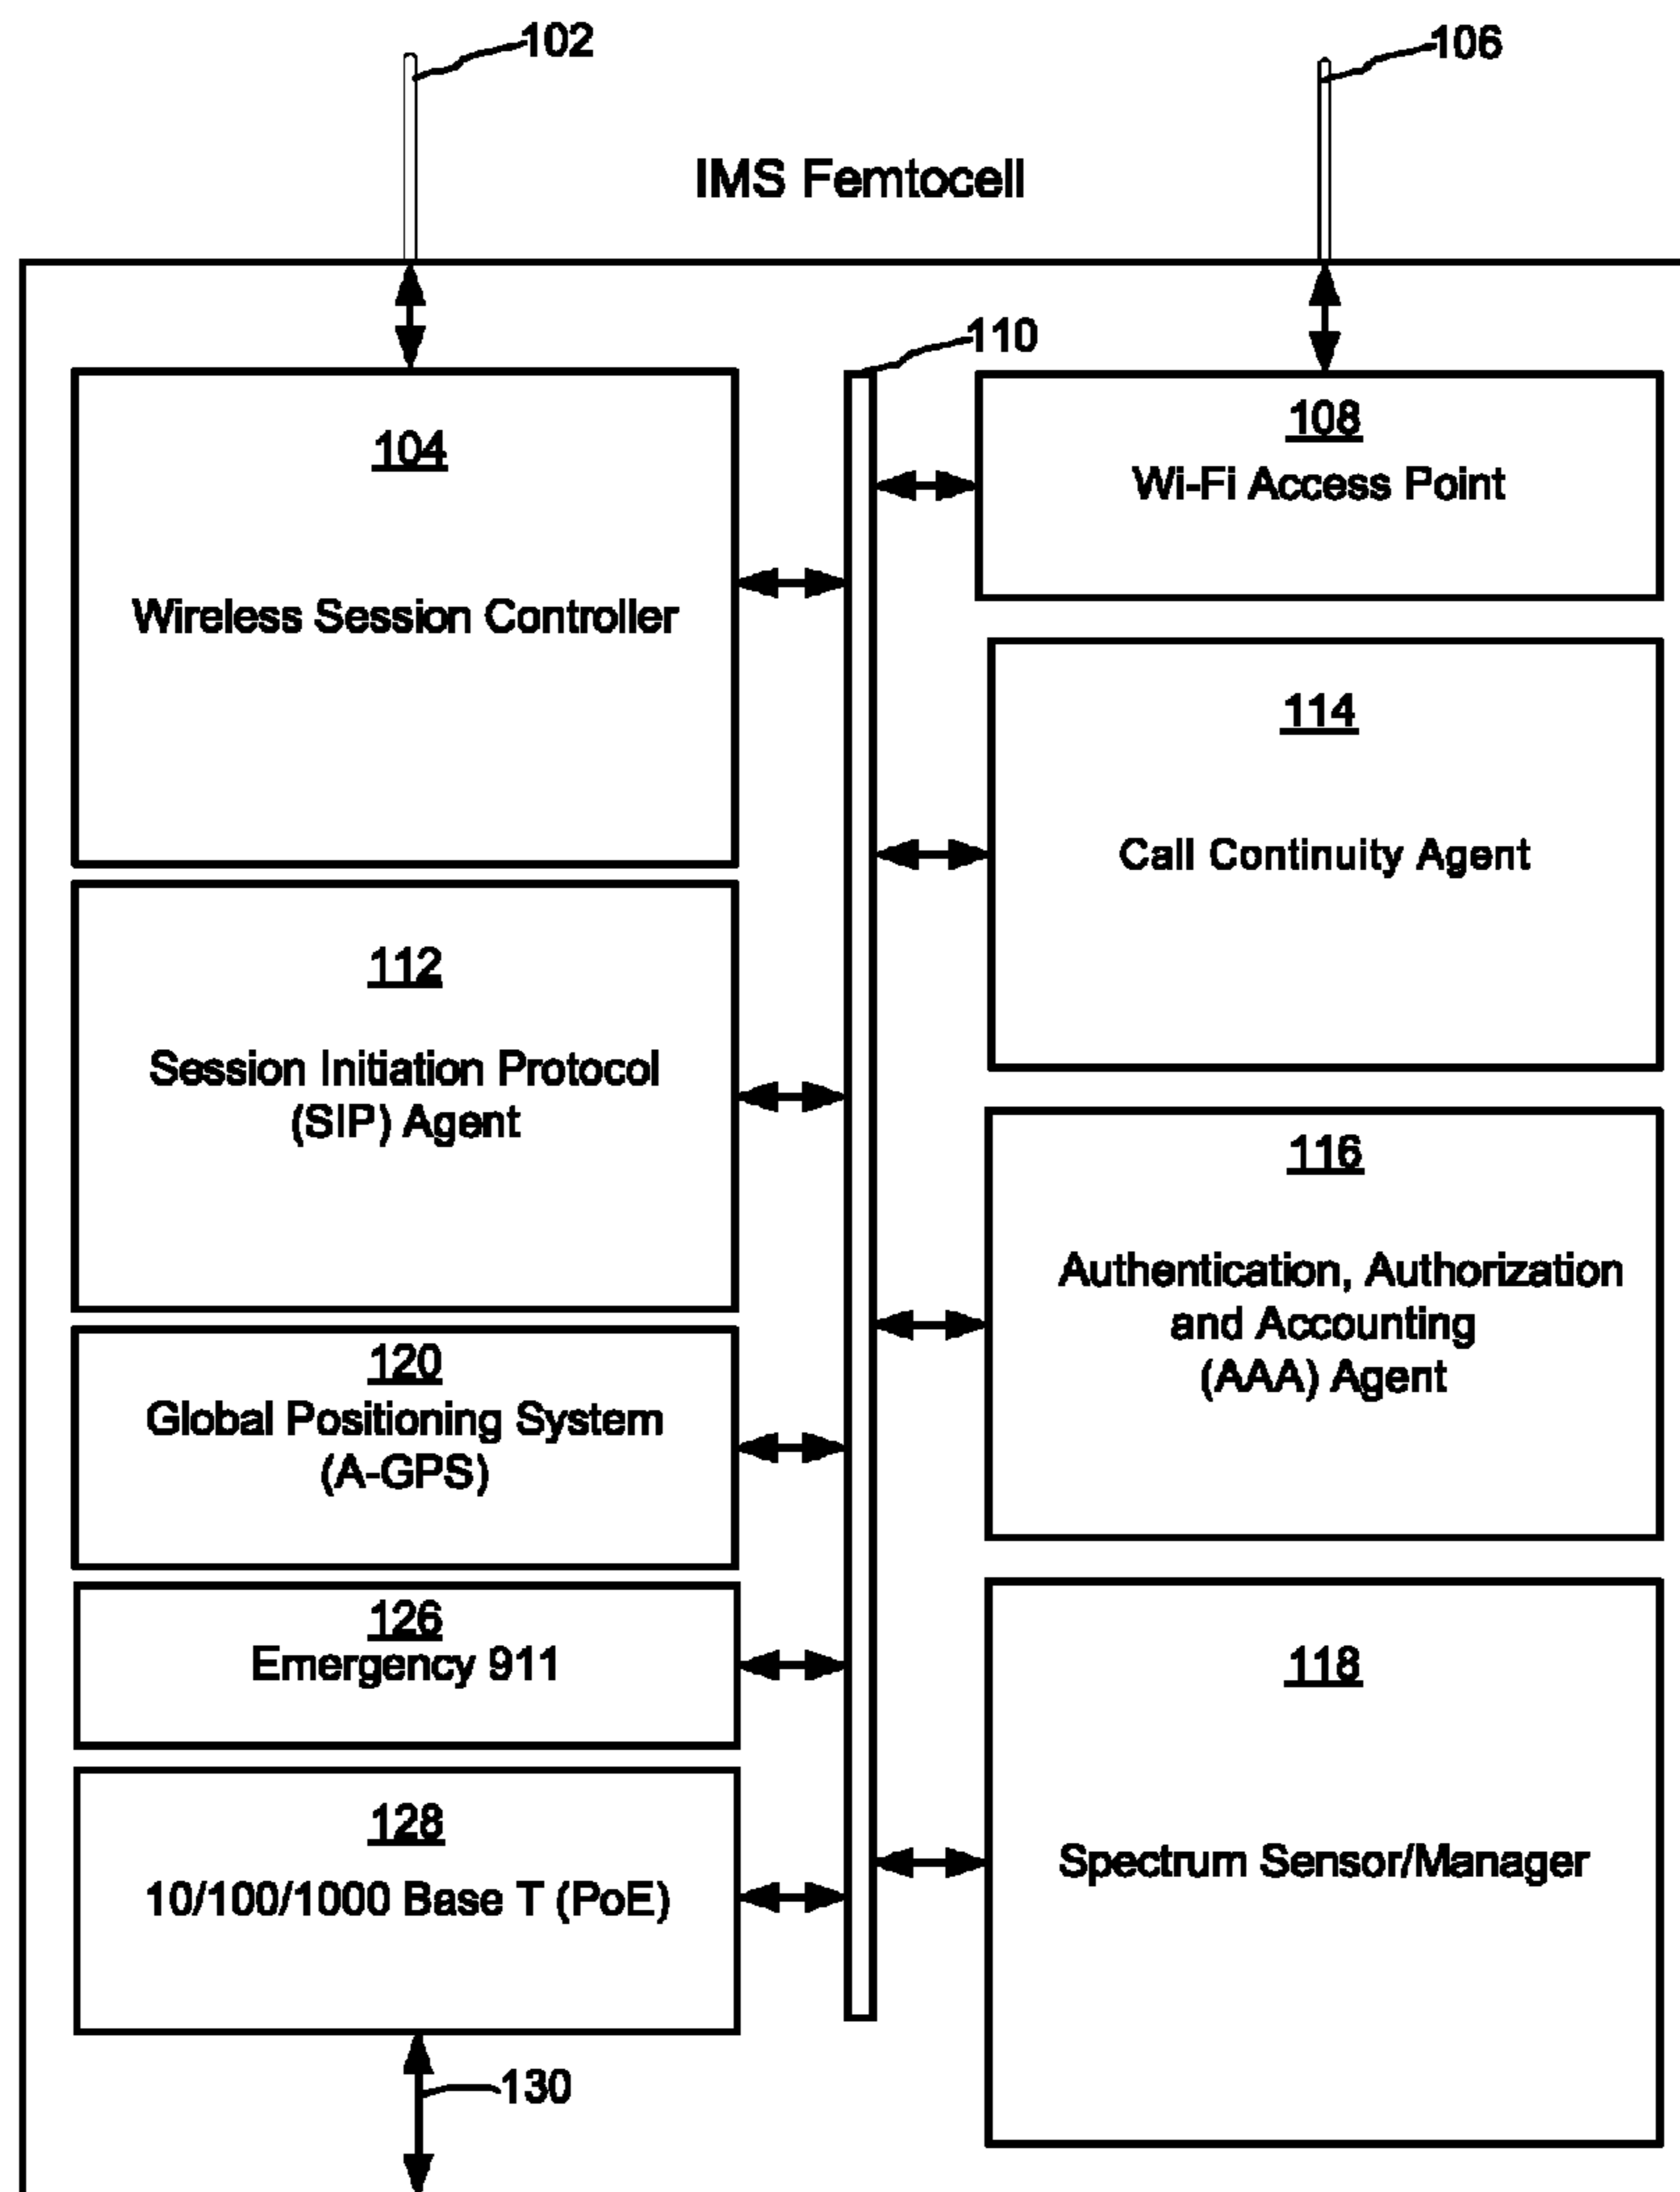 102
106
IMS Femtocell
110
104
Wireless Session Controller
108
Wi-Fi Access Point
114
Call Continuity Agent
112
Session Initiation Protocol
(SIP) Agent
116
Authentication, Authorization
and Accounting
(AAA) Agent
120
Global Positioning System
(A-GPS)
126
Emergency 911
118
Spectrum Sensor/Manager
128
10/100/1000 Base T (PoE)
130